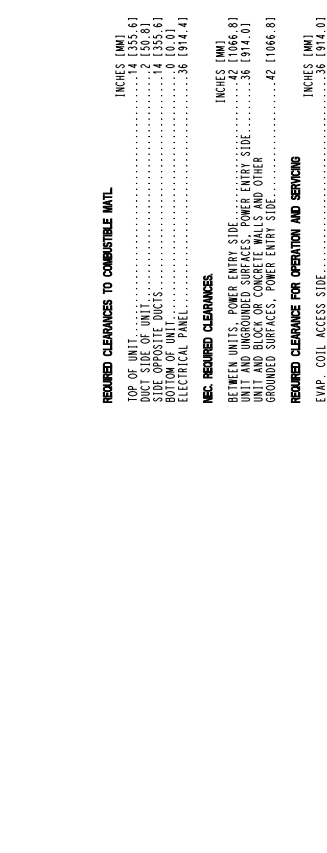 REQUIRED CLEARANCES TO COMBUSTIBLE MATL.
INCHES [MM]
TOP OF UNIT...............................................14 [355.6]
DUCT SIDE OF UNIT.........................................2 [50.8]
SIDE OPPOSITE DUCTS.......................................14 [355.6]
BOTTOM OF UNIT............................................0 [0.0]
ELECTRICAL PANEL..........................................36 [914.4]
NEC. REQUIRED CLEARANCES.
INCHES [MM]
BETWEEN UNITS, POWER ENTRY SIDE...........................42 [1066.8]
UNIT AND UNGROUNDED SURFACES, POWER ENTRY SIDE............36 [914.0]
UNIT AND BLOCK OR CONCRETE WALLS AND OTHER
GROUNDED SURFACES, POWER ENTRY SIDE.......................42 [1066.8]
REQUIRED CLEARANCE FOR OPERATION AND SERVICING
INCHES [MM]
EVAP. COIL ACCESS SIDE....................................36 [914.0]